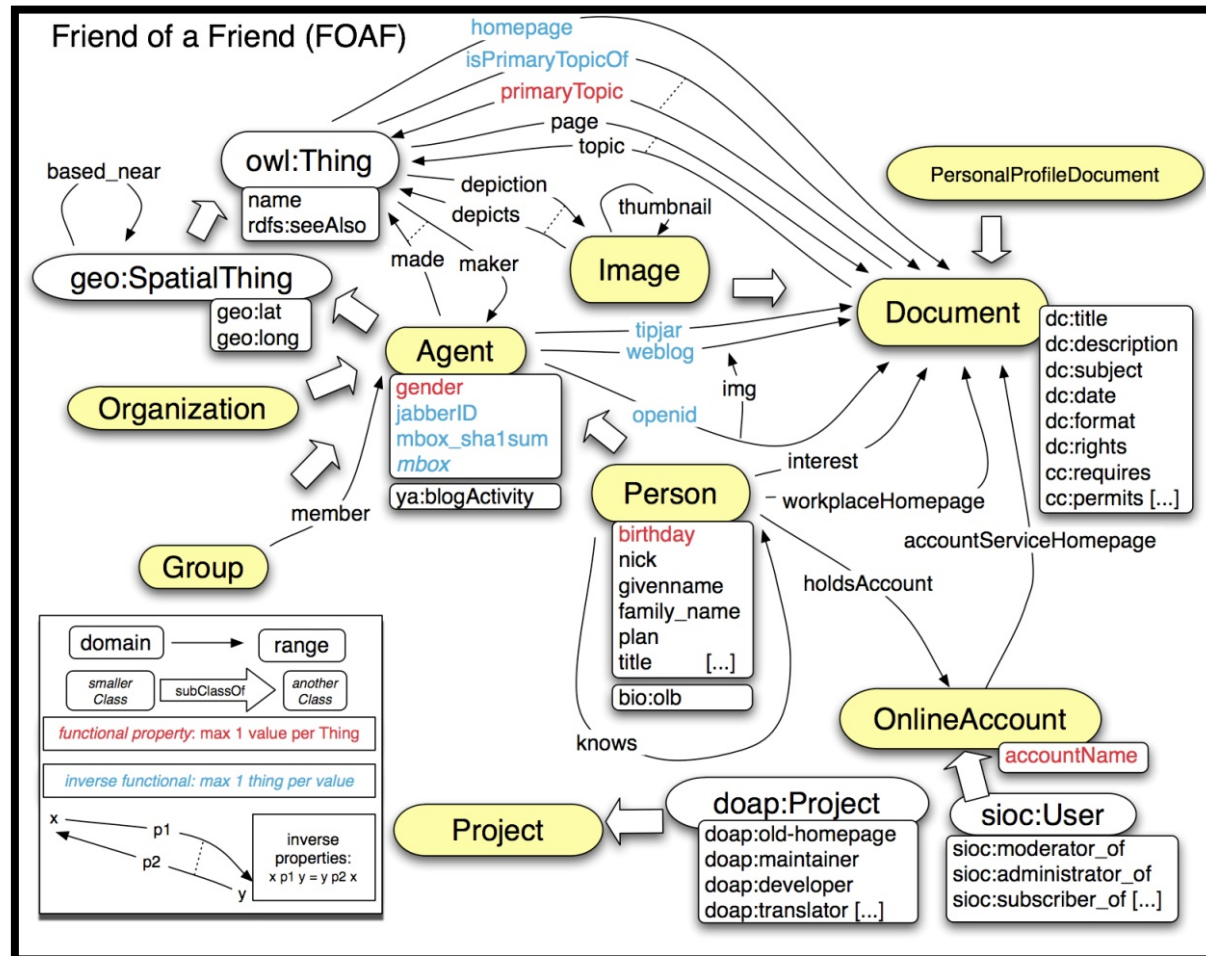 Friend of a Friend (FOAF)
homepage
isPrimaryTopicOf
primaryTopic
page
topic
owl:Thing
name
rdfs:seeAlso
based_near
depiction
depicts
thumbnail
PersonalProfileDocument
made
maker
Image
geo:SpatialThing
geo:lat
geo:long
Document
dc:title
dc:description
dc:subject
dc:date
dc:format
dc:rights
cc:requires
cc:permits [...]
tipjar
weblog
Agent
gender
jabberID
mbox_sha1sum
mbox
ya:blogActivity
img
openid
Organization
interest
workplaceHomepage
Person
birthday
nick
givenname
family_name
plan
title [...]
bio:olb
member
accountServiceHomepage
Group
holdsAccount
knows
OnlineAccount
accountName
domain
range
smaller
Class
subClassOf
another
Class
functional property: max 1 value per Thing
inverse functional: max 1 thing per value
x
p1
p2
y
inverse
properties:
x p1 y = y p2 x
Project
doap:Project
doap:old-homepage
doap:maintainer
doap:developer
doap:translator [...]
sioc:User
sioc:moderator_of
sioc:administrator_of
sioc:subscriber_of [...]